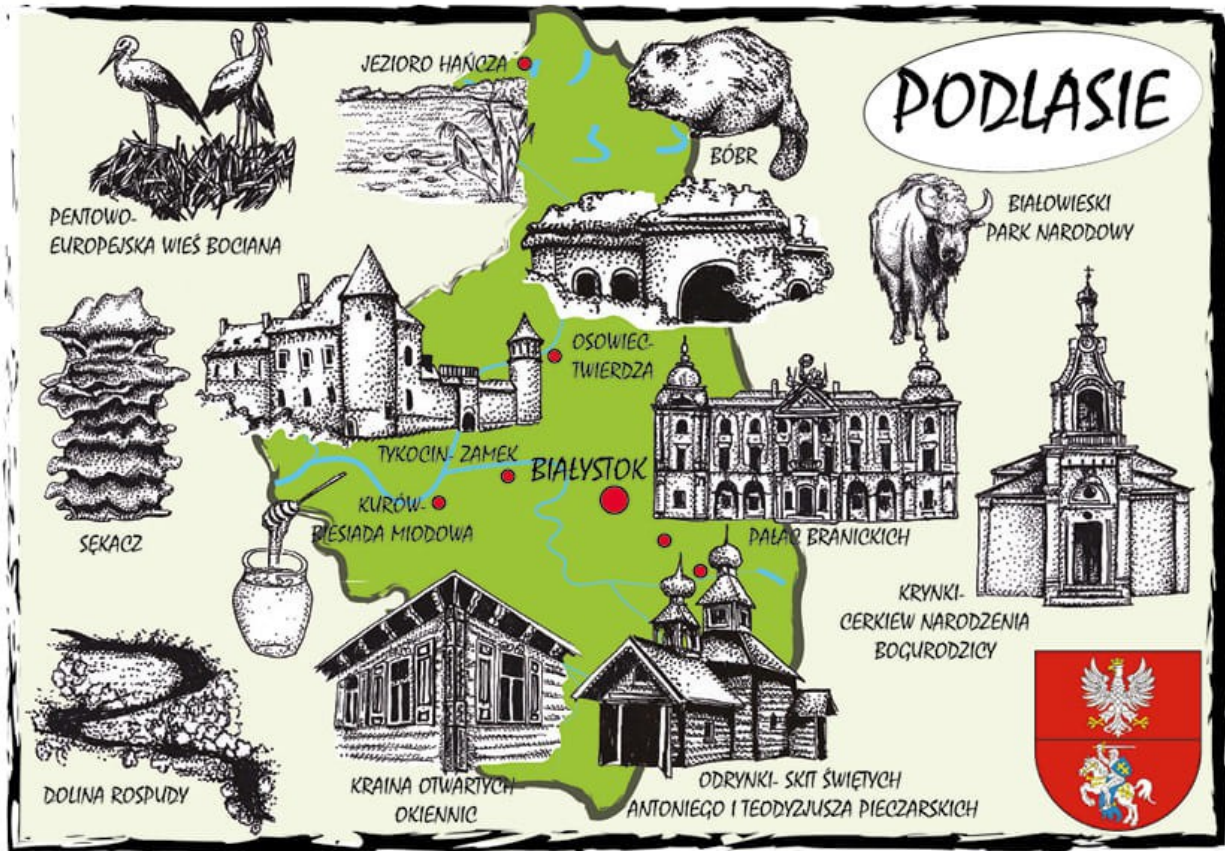 PODLASIE
JEZIORO HAŃCZA
BÓBR
PENTOWO-
EUROPEJSKA WIEŚ BOCIANA
BIAŁOWIESKI
PARK NARODOWY
OSOWIEC-
TWIERDZA
TYKOCIN- ZAMEK
BIAŁYSTOK
KURÓW-
BIESIADA MIODOWA
SĘKACZ
PAŁAC BRANICKICH
KRYNKI-
CERKIEW NARODZENIA
BOGURODZICY
DOLINA ROSPUDY
KRAINA OTWARTYCH
OKIENNIC
ODRYNKI- SKIT ŚWIĘTYCH
ANTONIEGO I TEODYZJUSZA PIECZARSKICH